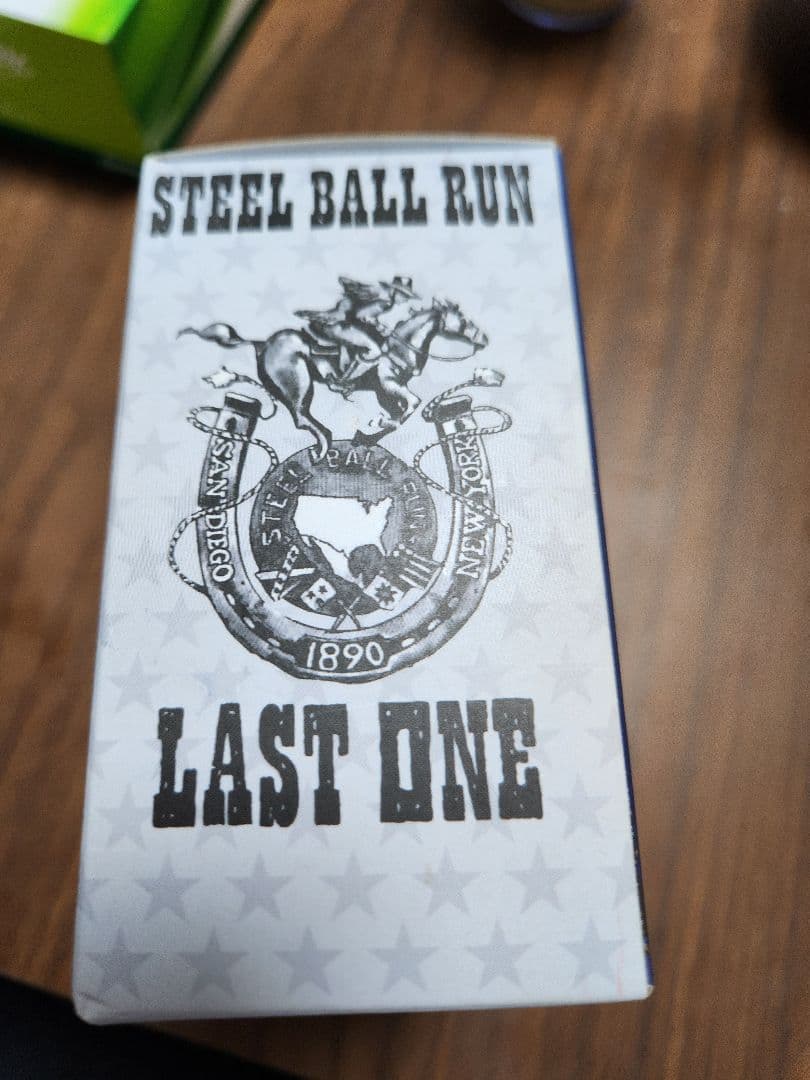 STEEL BALL RUN
STEEL BALL RUN
SAN DIEGO
NEW YORK
1890
LAST ONE